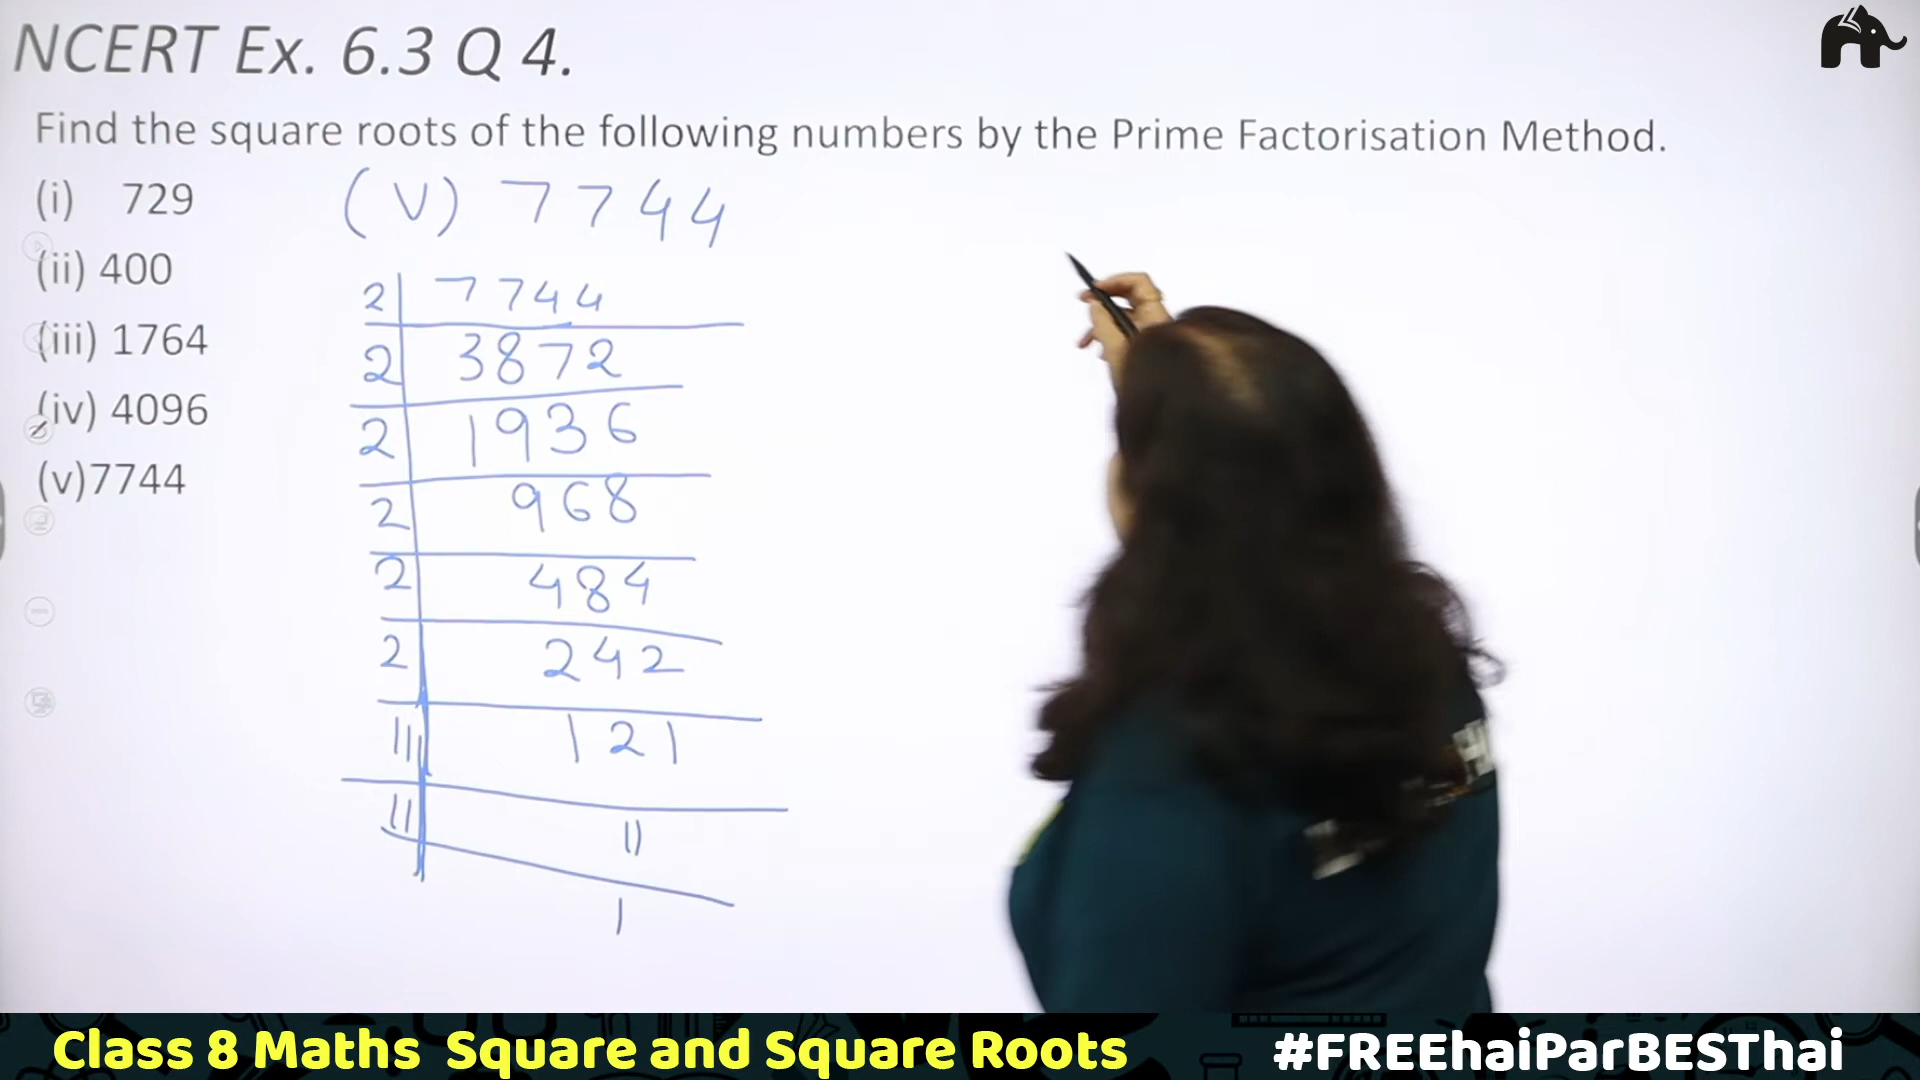 NCERT Ex. 6.3 Q 4.
Find the square roots of the following numbers by the Prime Factorisation Method.
(i) 729
(ii) 400
(iii) 1764
(iv) 4096
(v)7744
(V) 7744
2 7744
2 3872
2 1936
2 968
2 484
2 242
11 121
11 11
1
Class 8 Maths Square and Square Roots
#FREEhaiParBESThai